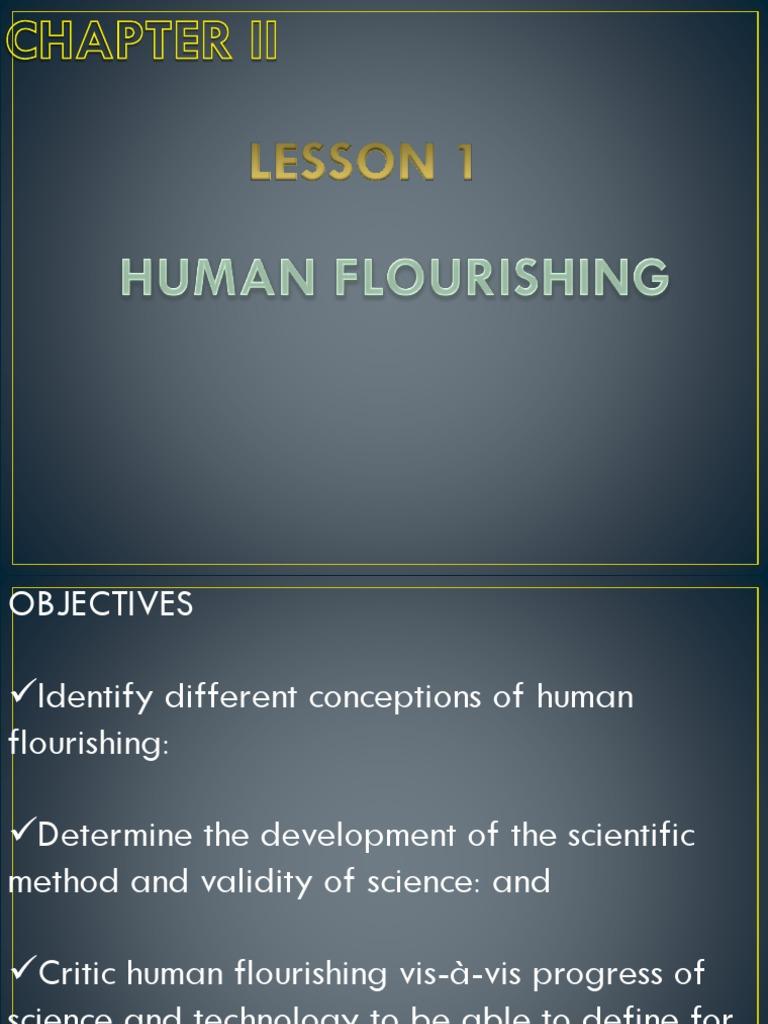 CHAPTER II
LESSON 1
HUMAN FLOURISHING
OBJECTIVES
✓Identify different conceptions of human
flourishing:
✓Determine the development of the scientific
method and validity of science: and
✓Critic human flourishing vis-à-vis progress of
science and technology to be able to define for